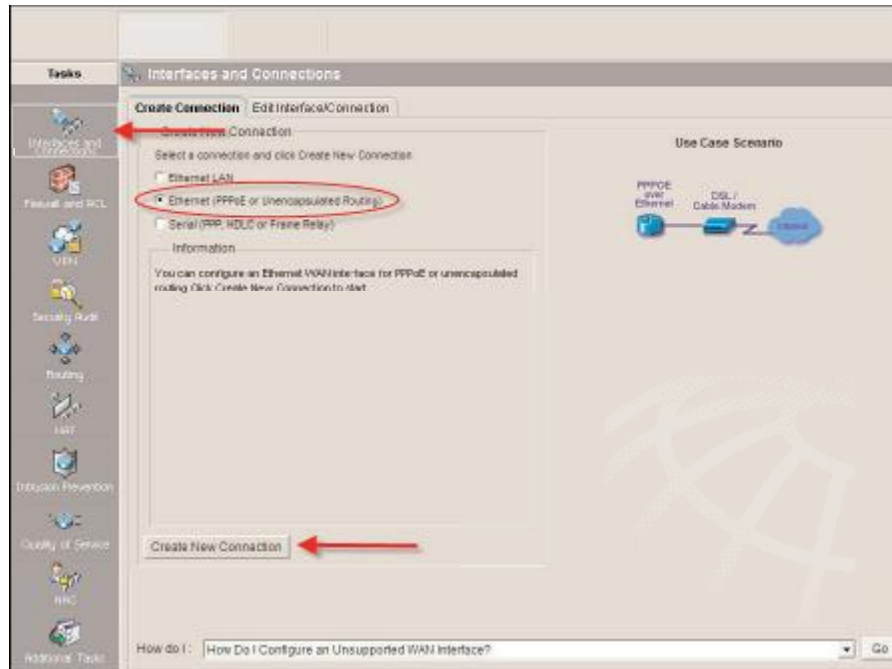 Tasks
Interfaces and Connections
Create Connection
Edit Interface/Connection
Interfaces and
Connections
Create New Connection
Select a connection and click Create New Connection
Ethernet LAN
Ethernet (PPPoE or Unencapsulated Routing)
Serial (PPP, HDLC or Frame Relay)
Information
You can configure an Ethernet WAN interface for PPPoE or unencapsulated
routing Click Create New Connection to start
Create New Connection
Use Case Scenario
PPPOE
over
Ethernet
DSL /
Cable Modem
Internet
Firewall and ACL
VPN
Security Audit
Routing
NAT
Intrusion Prevention
Quality of Service
NAC
Additional Tasks
How do I :
How Do I Configure an Unsupported WAN Interface?
Go